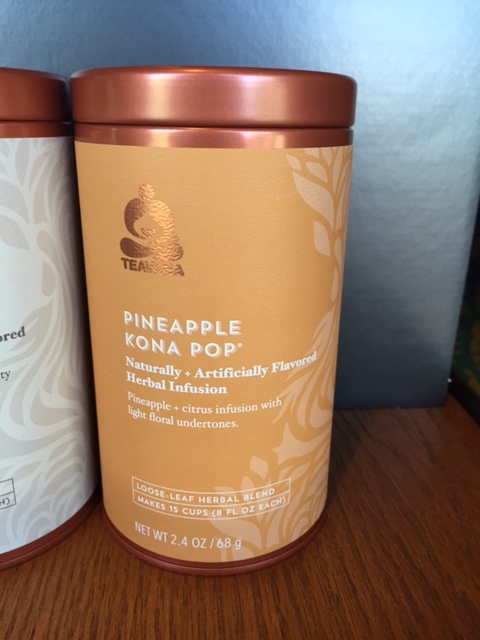 TEAVANA
PINEAPPLE
KONA POP®
Naturally + Artificially Flavored
Herbal Infusion
Pineapple + citrus infusion with
light floral undertones.
LOOSE-LEAF HERBAL BLEND
MAKES 15 CUPS (8 FL OZ EACH)
NET WT 2.4 OZ / 68 g
ored
ty
H)